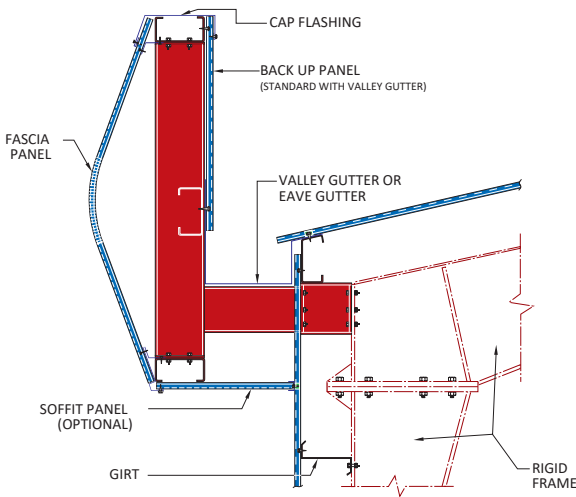 CAP FLASHING
BACK UP PANEL
(STANDARD WITH VALLEY GUTTER)
FASCIA
PANEL
VALLEY GUTTER OR
EAVE GUTTER
SOFFIT PANEL
(OPTIONAL)
GIRT
RIGID
FRAME